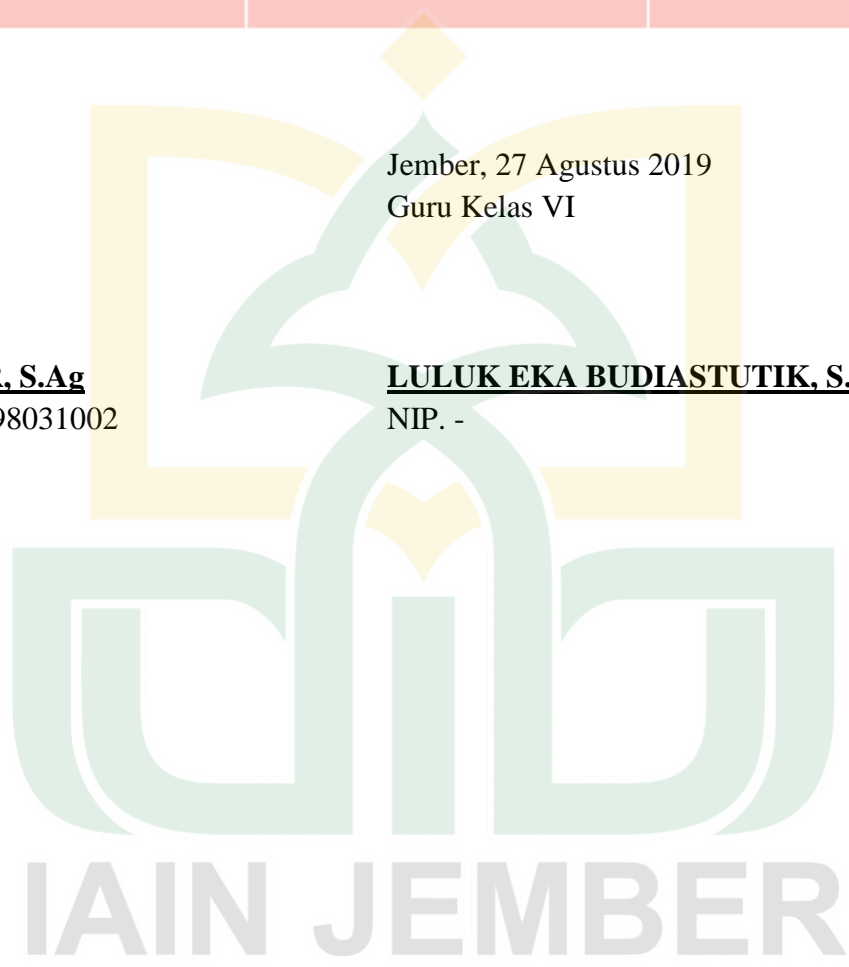 Jember, 27 Agustus 2019
Guru Kelas VI
, S.Ag
LULUK EKA BUDIASTUTIK, S.
98031002
NIP. -
IAIN JEMBER